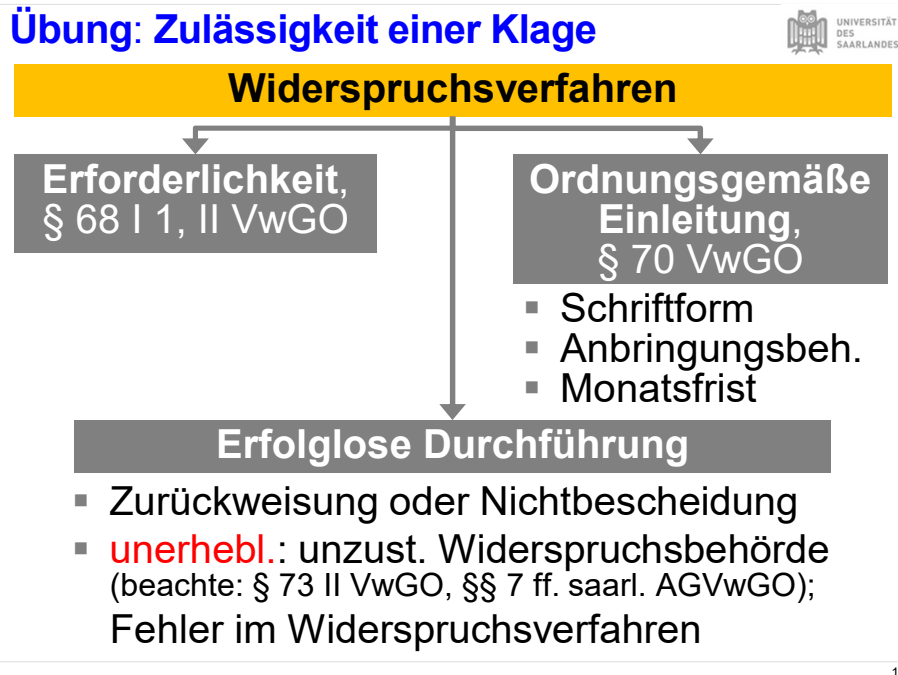 Übung: Zulässigkeit einer Klage
UNIVERSITÄT
DES
SAARLANDES
Widerspruchsverfahren
Erforderlichkeit,
§ 68 I 1, II VwGO
Ordnungsgemäße
Einleitung,
§ 70 VwGO
▪ Schriftform
▪ Anbringungsbeh.
▪ Monatsfrist
Erfolglose Durchführung
▪ Zurückweisung oder Nichtbescheidung
▪ unerhebl.: unzust. Widerspruchsbehörde
(beachte: § 73 II VwGO, §§ 7 ff. saarl. AGVwGO);
Fehler im Widerspruchsverfahren
1